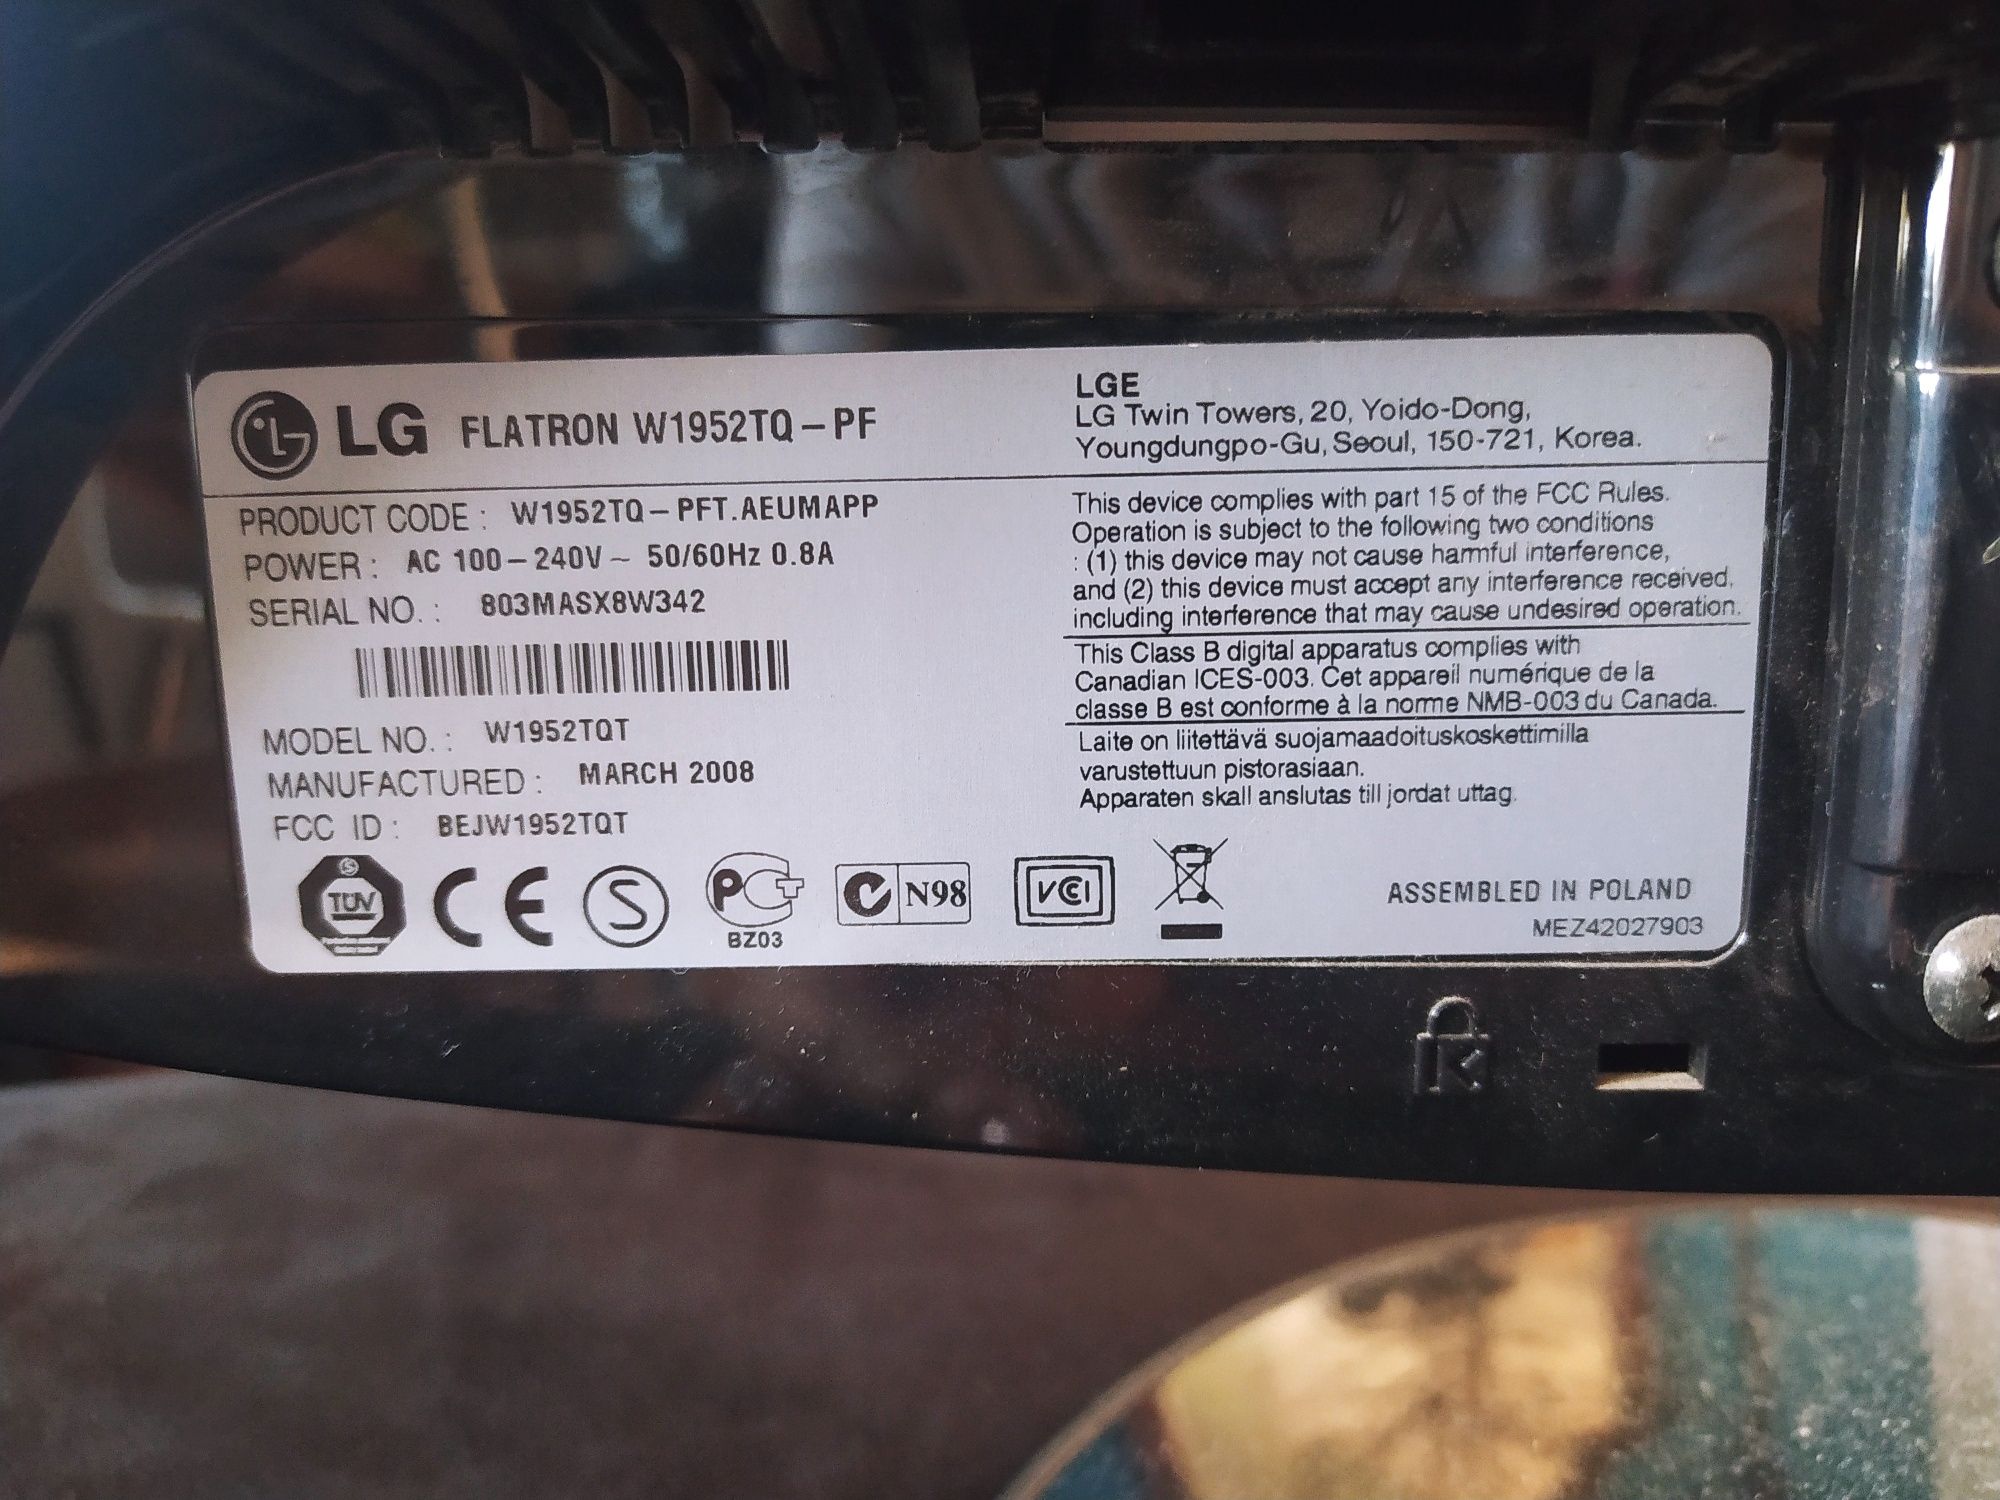 LG FLATRON W1952TQ-PF
PRODUCT CODE : W1952TQ-PFT.AEUMAPP
POWER : AC 100-240V~ 50/60Hz 0.8A
SERIAL NO. : 803MASX8W342
MODEL NO. : W1952TQT
MANUFACTURED : MARCH 2008
FCC ID : BEJW1952TQT
LGE
LG Twin Towers, 20, Yoido-Dong,
Youngdungpo-Gu, Seoul, 150-721, Korea.
This device complies with part 15 of the FCC Rules.
Operation is subject to the following two conditions
: (1) this device may not cause harmful interference,
and (2) this device must accept any interference received,
including interference that may cause undesired operation.
This Class B digital apparatus complies with
Canadian ICES-003. Cet appareil numérique de la
classe B est conforme à la norme NMB-003 du Canada.
Laite on liitettävä suojamaadoituskoskettimilla
varustettuun pistorasiaan.
Apparaten skall anslutas till jordat uttag.
TÜV CE S PCT N98 VCCI
BZ03
ASSEMBLED IN POLAND
MEZ42027903
K